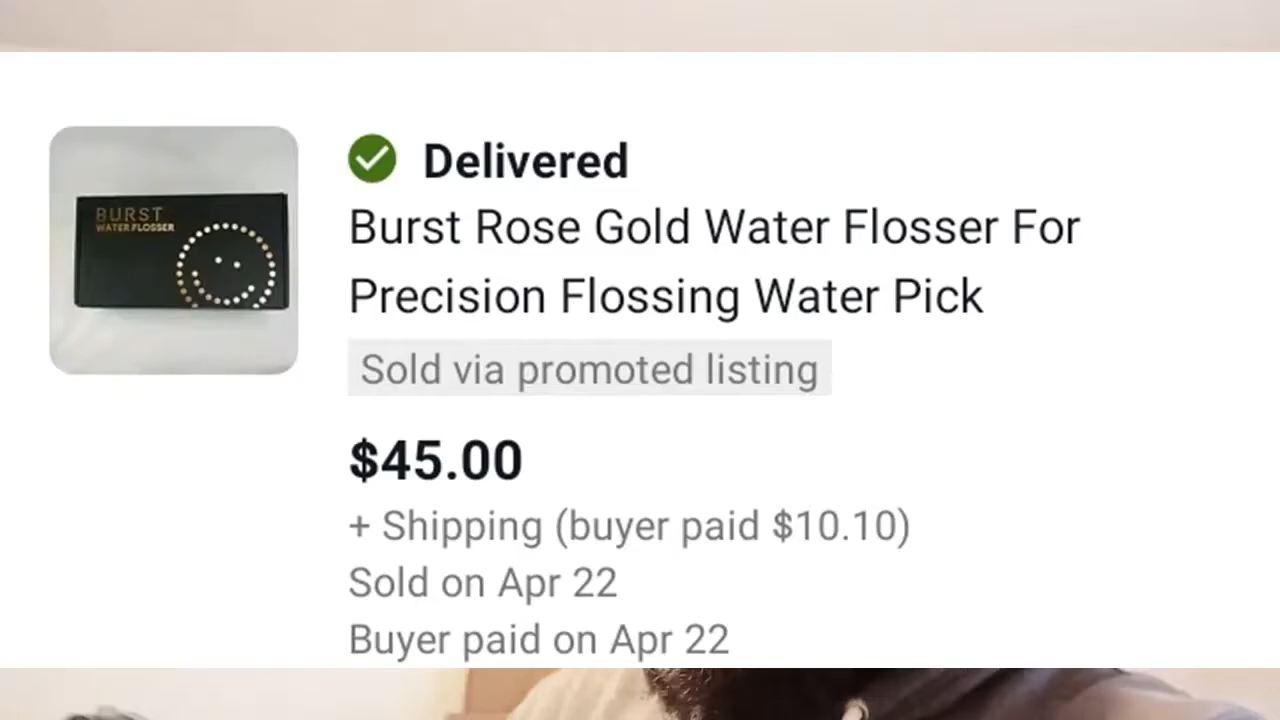 BURST
WATER FLOSSER
Delivered
Burst Rose Gold Water Flosser For
Precision Flossing Water Pick
Sold via promoted listing
$45.00
+ Shipping (buyer paid $10.10)
Sold on Apr 22
Buyer paid on Apr 22